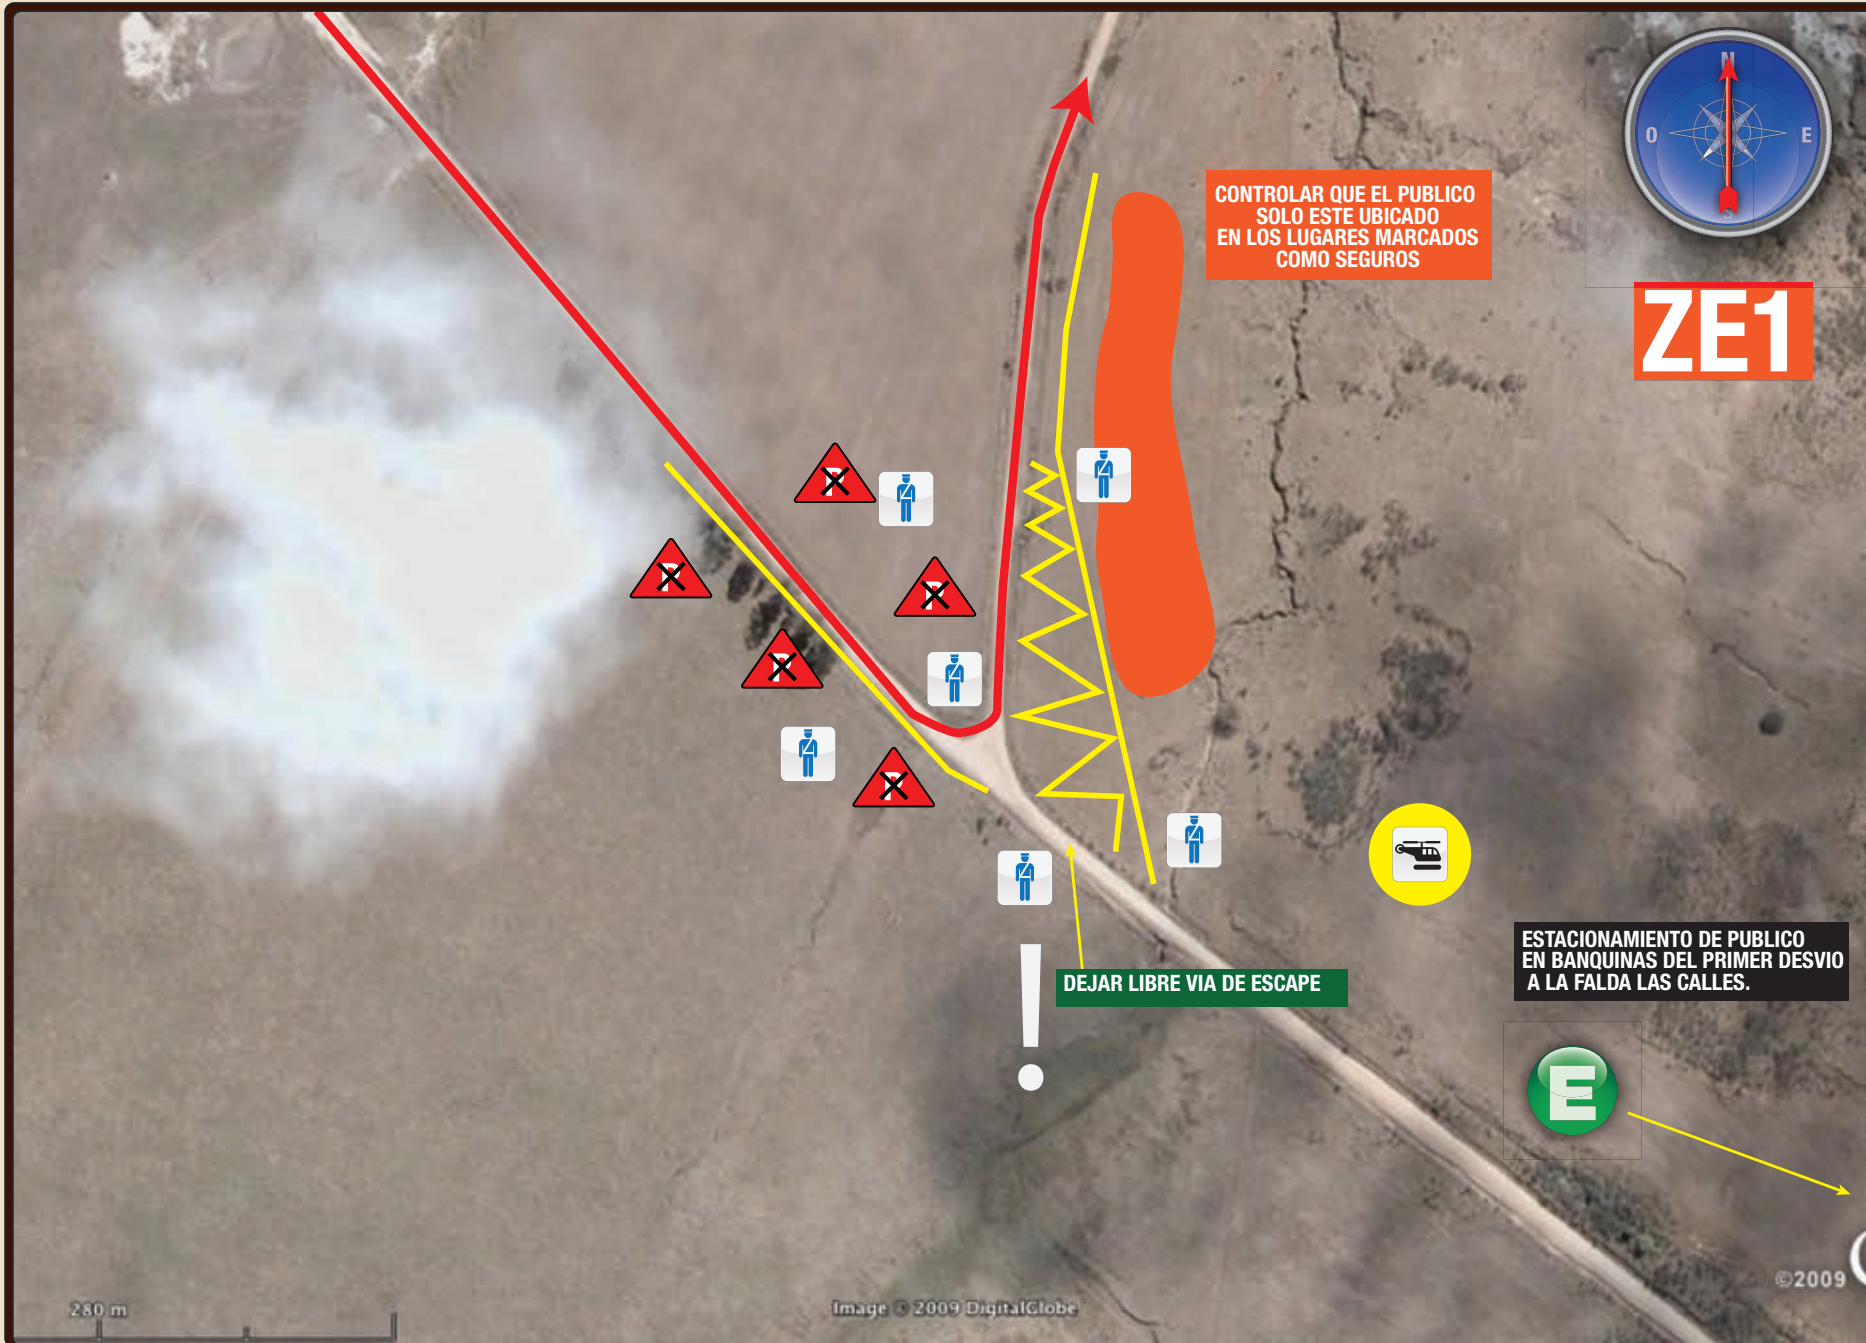 N
O
E
S
CONTROLAR QUE EL PUBLICO
SOLO ESTE UBICADO
EN LOS LUGARES MARCADOS
COMO SEGUROS
ZE1
P
P
P
P
P
DEJAR LIBRE VIA DE ESCAPE
!
ESTACIONAMIENTO DE PUBLICO
EN BANQUINAS DEL PRIMER DESVIO
A LA FALDA LAS CALLES.
E
©2009
280 m
Image © 2009 DigitalGlobe